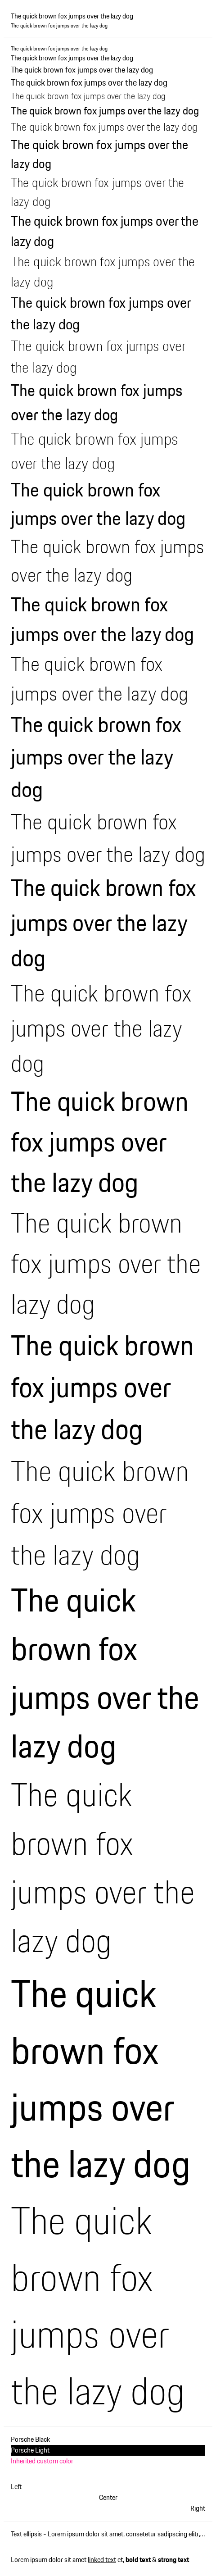 The quick brown fox jumps over the lazy dog
The quick brown fox jumps over the lazy dog
The quick brown fox jumps over the lazy dog
The quick brown fox jumps over the lazy dog
The quick brown fox jumps over the lazy dog
The quick brown fox jumps over the lazy dog
The quick brown fox jumps over the lazy dog
The quick brown fox jumps over the lazy dog
The quick brown fox jumps over the lazy dog
The quick brown fox jumps over the
lazy dog
The quick brown fox jumps over the
lazy dog
The quick brown fox jumps over the
lazy dog
The quick brown fox jumps over the
lazy dog
The quick brown fox jumps over
the lazy dog
The quick brown fox jumps over
the lazy dog
The quick brown fox jumps
over the lazy dog
The quick brown fox jumps
over the lazy dog
The quick brown fox
jumps over the lazy dog
The quick brown fox jumps
over the lazy dog
The quick brown fox
jumps over the lazy dog
The quick brown fox
jumps over the lazy dog
The quick brown fox
jumps over the lazy
dog
The quick brown fox
jumps over the lazy dog
The quick brown fox
jumps over the lazy
dog
The quick brown fox
jumps over the lazy
dog
The quick brown
fox jumps over
the lazy dog
The quick brown
fox jumps over the
lazy dog
The quick brown
fox jumps over
the lazy dog
The quick brown
fox jumps over
the lazy dog
The quick
brown fox
jumps over the
lazy dog
The quick
brown fox
jumps over the
lazy dog
The quick
brown fox
jumps over
the lazy dog
The quick
brown fox
jumps over
the lazy dog
Porsche Black
Porsche Light
Inherited custom color.
Left
Center
Right
Text ellipsis - Lorem ipsum dolor sit amet, consetetur sadipscing elitr,…
Lorem ipsum dolor sit amet linked text et, bold text & strong text